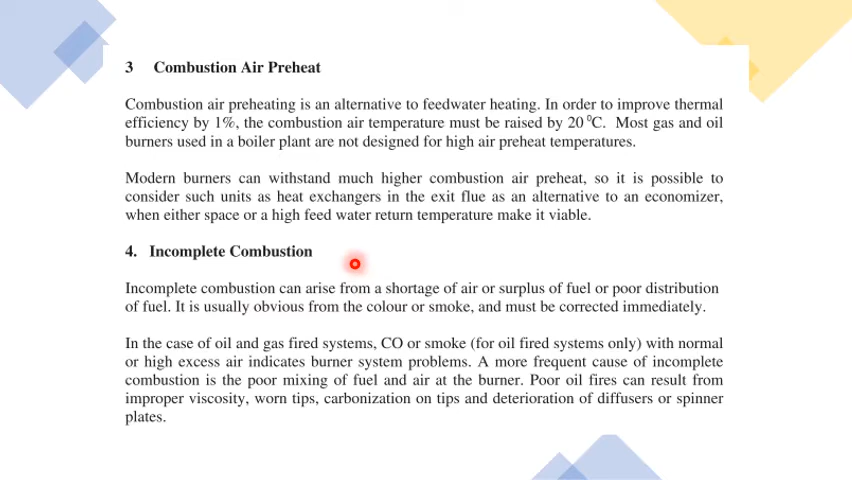 3 Combustion Air Preheat
Combustion air preheating is an alternative to feedwater heating. In order to improve thermal
efficiency by 1%, the combustion air temperature must be raised by 20 ⁰C. Most gas and oil
burners used in a boiler plant are not designed for high air preheat temperatures.
Modern burners can withstand much higher combustion air preheat, so it is possible to
consider such units as heat exchangers in the exit flue as an alternative to an economizer,
when either space or a high feed water return temperature make it viable.
4. Incomplete Combustion
Incomplete combustion can arise from a shortage of air or surplus of fuel or poor distribution
of fuel. It is usually obvious from the colour or smoke, and must be corrected immediately.
In the case of oil and gas fired systems, CO or smoke (for oil fired systems only) with normal
or high excess air indicates burner system problems. A more frequent cause of incomplete
combustion is the poor mixing of fuel and air at the burner. Poor oil fires can result from
improper viscosity, worn tips, carbonization on tips and deterioration of diffusers or spinner
plates.